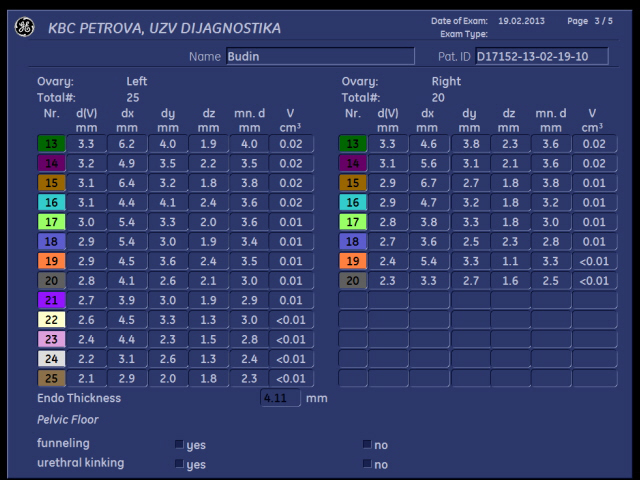 Date of Exam: 19.02.2013 Page 3/5
KBC PETROVA, UZV DIJAGNOSTIKA
Exam Type:
Name Budin Pat. ID D17152-13-02-19-10
Ovary: Left Ovary: Right
Total#: 25 Total#: 20
Nr. d(V) dx dy dz mn. d V Nr. d(V) dx dy dz mn. d V
mm mm mm mm mm cm³ mm mm mm mm mm cm³
13 3.3 6.2 4.0 1.9 4.0 0.02 13 3.3 4.6 3.8 2.3 3.6 0.02
14 3.2 4.9 3.5 2.2 3.5 0.02 14 3.1 5.6 3.1 2.1 3.6 0.02
15 3.1 6.4 3.2 1.8 3.8 0.02 15 2.9 6.7 2.7 1.8 3.8 0.01
16 3.1 4.4 4.1 2.4 3.6 0.02 16 2.9 4.7 3.2 1.8 3.2 0.01
17 3.0 5.4 3.3 2.0 3.6 0.01 17 2.8 3.8 3.3 1.8 3.0 0.01
18 2.9 5.4 3.0 1.9 3.4 0.01 18 2.7 3.6 2.5 2.3 2.8 0.01
19 2.9 4.5 3.6 2.4 3.5 0.01 19 2.4 5.4 3.3 1.1 3.3 <0.01
20 2.8 4.1 2.6 2.1 3.0 0.01 20 2.3 3.3 2.7 1.6 2.5 <0.01
21 2.7 3.9 3.0 1.9 2.9 0.01
22 2.6 4.5 3.3 1.3 3.0 <0.01
23 2.4 4.4 2.3 1.5 2.8 <0.01
24 2.2 3.1 2.6 1.3 2.4 <0.01
25 2.1 2.9 2.0 1.8 2.3 <0.01
Endo Thickness 4.11 mm
Pelvic Floor
funneling yes no
urethral kinking yes no